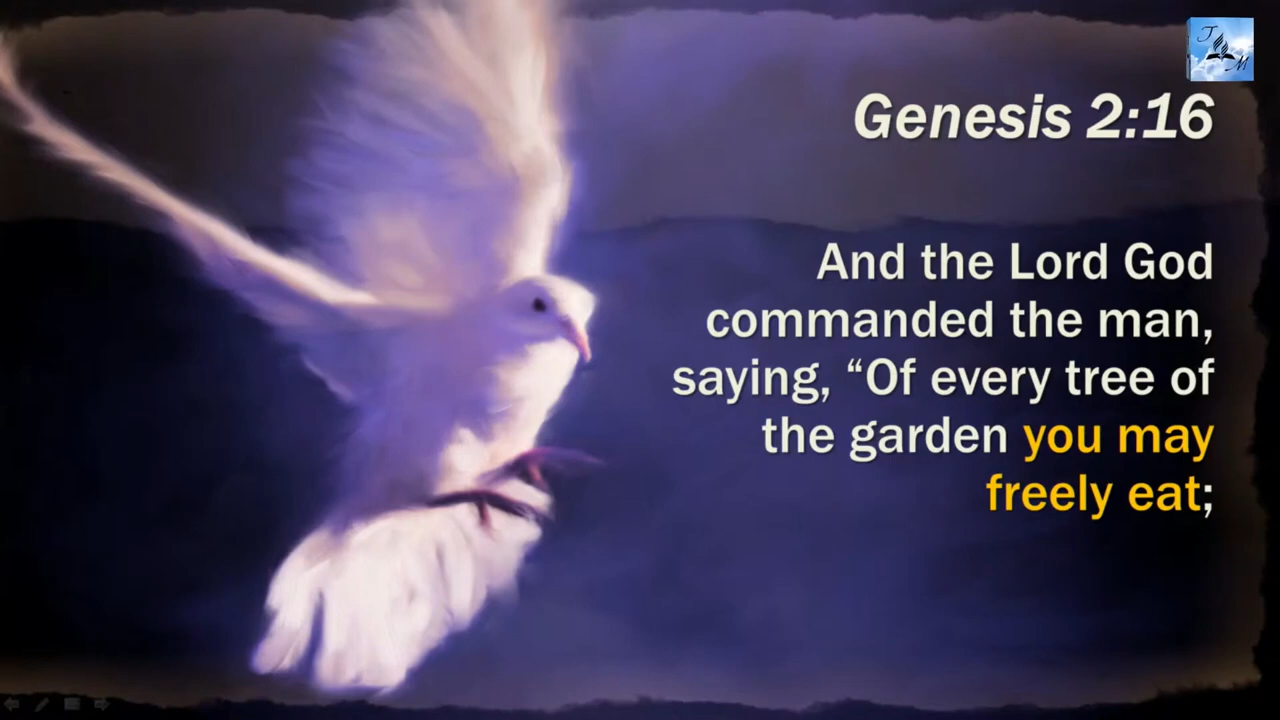 J
M
Genesis 2:16
And the Lord God
commanded the man,
saying, “Of every tree of
the garden you may
freely eat;